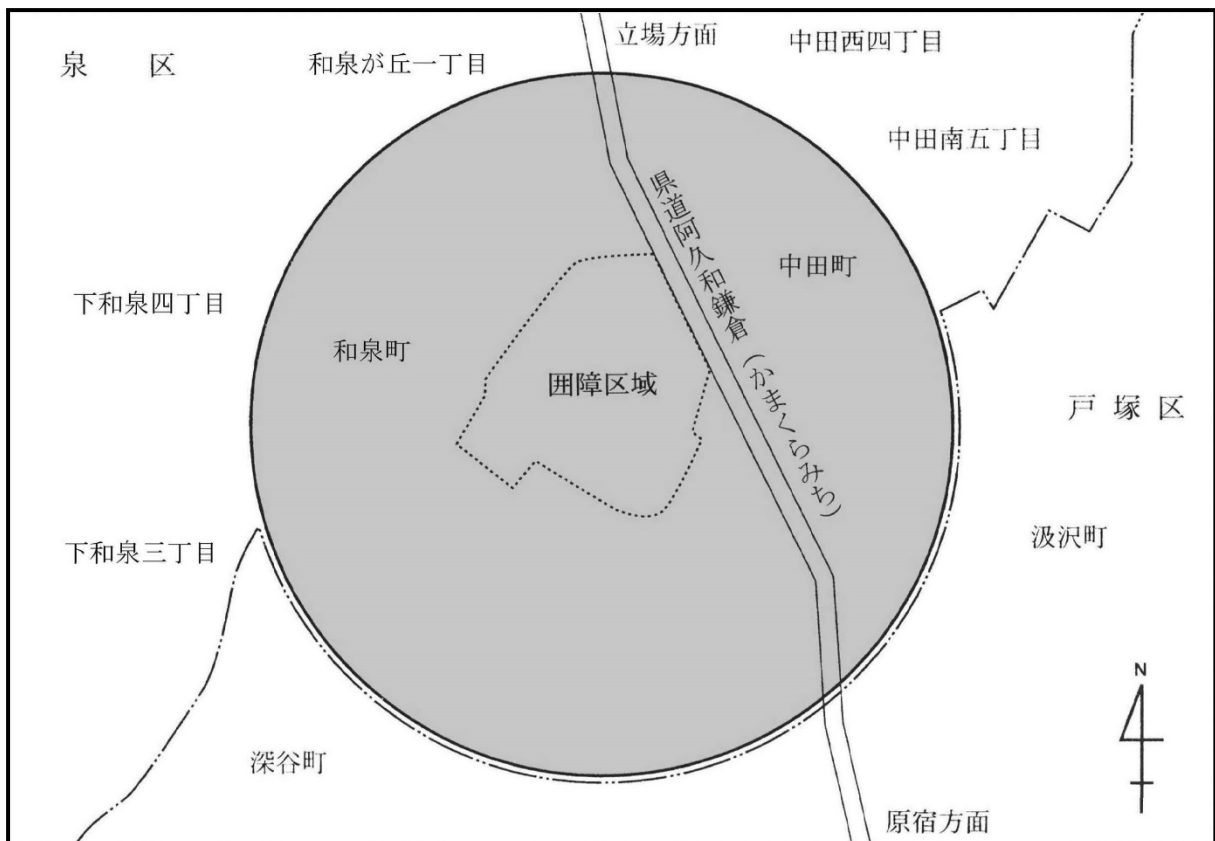 立場方面
中田西四丁目
泉　区
和泉が丘一丁目
中田南五丁目
県道阿久和鎌倉（かまくらみち）
中田町
下和泉四丁目
和泉町
囲障区域
戸塚区
下和泉三丁目
汲沢町
N
深谷町
原宿方面